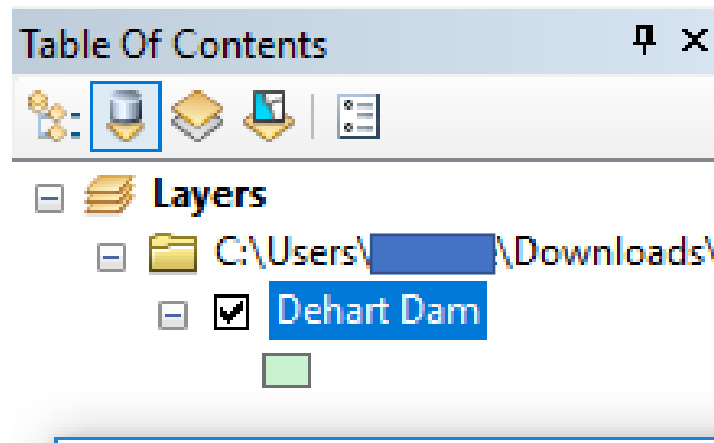 Table Of Contents
Layers
C:\Users\ \Downloads\
Dehart Dam